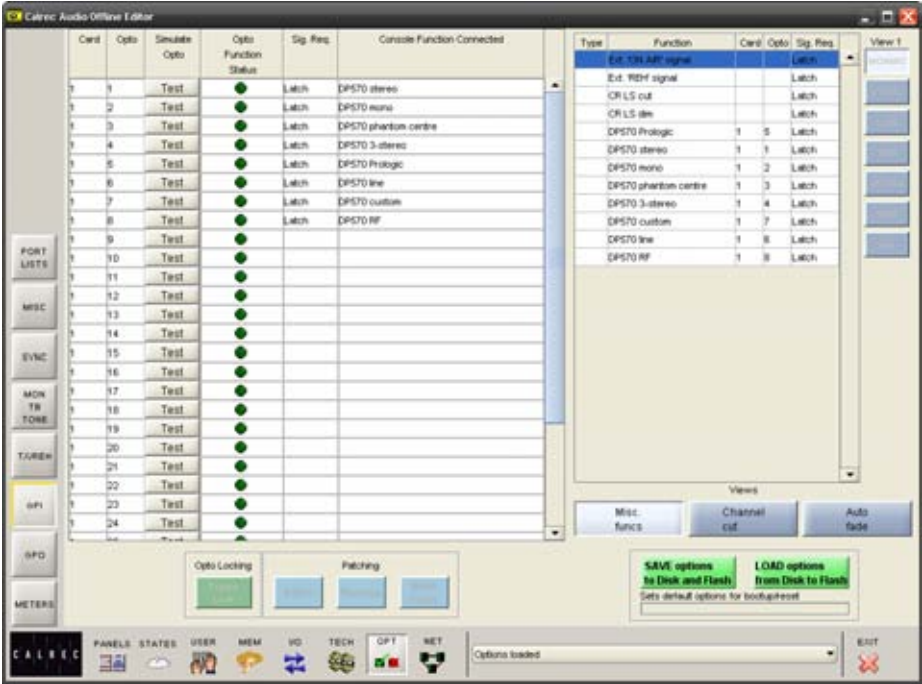 Calrec Audio Offline Editor
Card Opto Simulate Opto Opto Function Status Sig. Req. Console Function Connected
1 1 Test Latch DP570 stereo
1 2 Test Latch DP570 mono
1 3 Test Latch DP570 phantom centre
1 4 Test Latch DP570 3-stereo
1 5 Test Latch DP570 Prologic
1 6 Test Latch DP570 line
1 7 Test Latch DP570 custom
1 8 Test Latch DP570 RF
1 9 Test
1 10 Test
1 11 Test
1 12 Test
1 13 Test
1 14 Test
1 15 Test
1 16 Test
1 17 Test
1 18 Test
1 19 Test
1 20 Test
1 21 Test
1 22 Test
1 23 Test
1 24 Test
Type Function Card Opto Sig. Req. View 1
Ext. 'ON AIR' signal Latch
Ext. 'REH' signal Latch
CR LS cut Latch
CR LS dim Latch
DP570 Prologic 1 5 Latch
DP570 stereo 1 1 Latch
DP570 mono 1 2 Latch
DP570 phantom centre 1 3 Latch
DP570 3-stereo 1 4 Latch
DP570 custom 1 7 Latch
DP570 line 1 6 Latch
DP570 RF 1 8 Latch
PORT LISTS
MISC
SYNC
MON TB TONE
TX/REH
GPI
GPO
METERS
Views
Misc. funcs
Channel cut
Auto fade
Opto Locking
Patching
SAVE options to Disk and Flash
LOAD options from Disk to Flash
Sets default options for bootup/reset
CALREC
PANELS STATES USER MEM I/O TECH OPT NET
Options loaded
EXIT